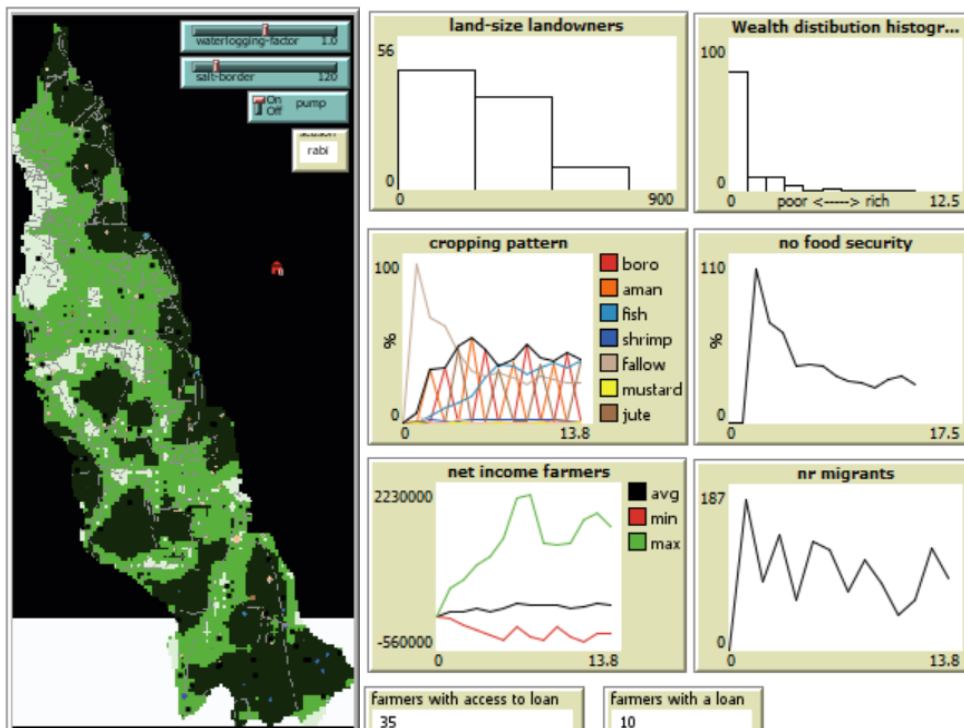 waterlogging-factor 1.0
salt-border 120
On
Off
pump
season
rabi
land-size landowners
56
0
0 900
Wealth distibution histogr...
100
0
0 poor <-----> rich 12.5
cropping pattern
100
%
0
0 13.8
boro
aman
fish
shrimp
fallow
mustard
jute
no food security
110
%
0
0 17.5
net income farmers
2230000
-560000
0 13.8
avg
min
max
nr migrants
187
0
0 13.8
farmers with access to loan
35
farmers with a loan
10